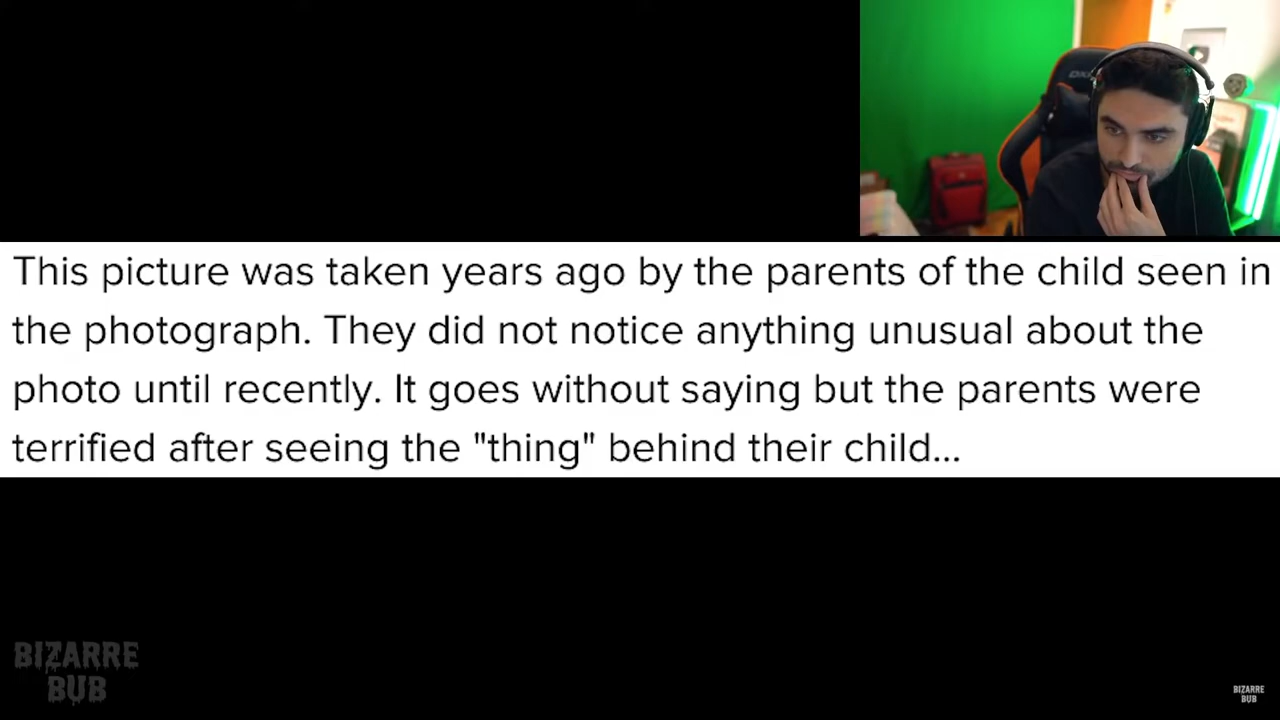 This picture was taken years ago by the parents of the child seen in
the photograph. They did not notice anything unusual about the
photo until recently. It goes without saying but the parents were
terrified after seeing the "thing" behind their child...
BIZARRE
BUB
BIZARRE
BUB